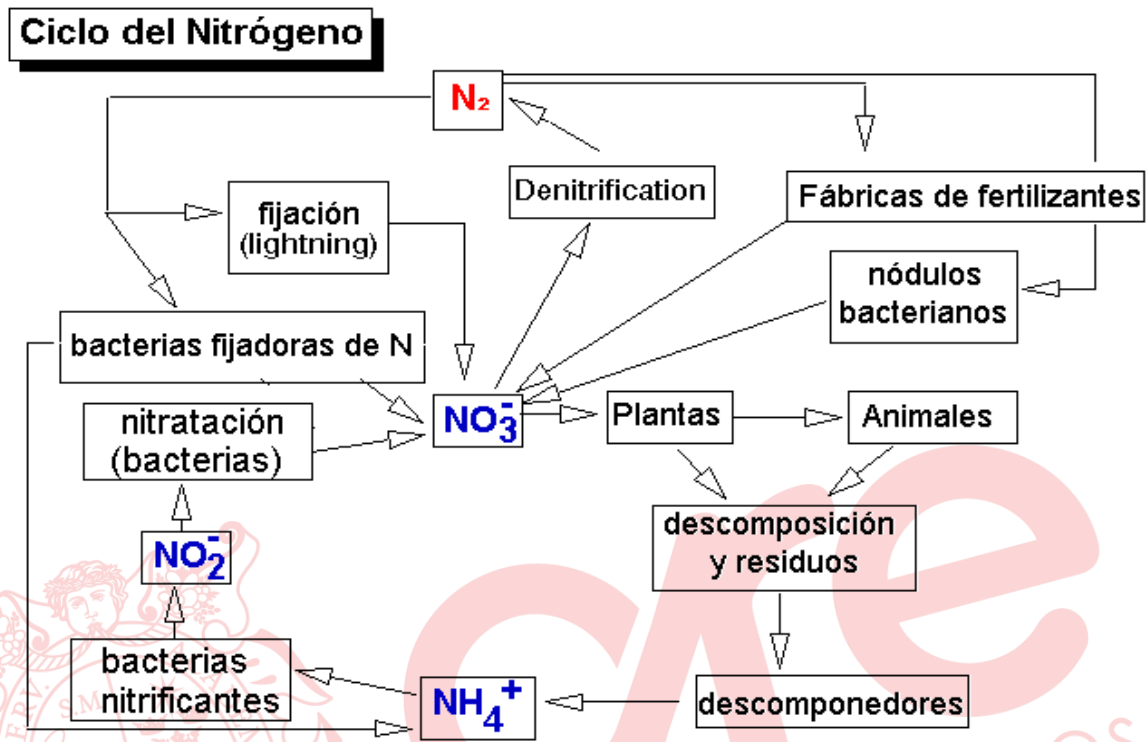 Ciclo del Nitrógeno
N₂
fijación
(lightning)
Denitrification
Fábricas de fertilizantes
nódulos
bacterianos
bacterias fijadoras de N
nitratación
(bacterias)
NO₃⁻
Plantas
Animales
descomposición
y residuos
NO₂⁻
bacterias
nitrificantes
NH₄⁺
descomponedores
cre